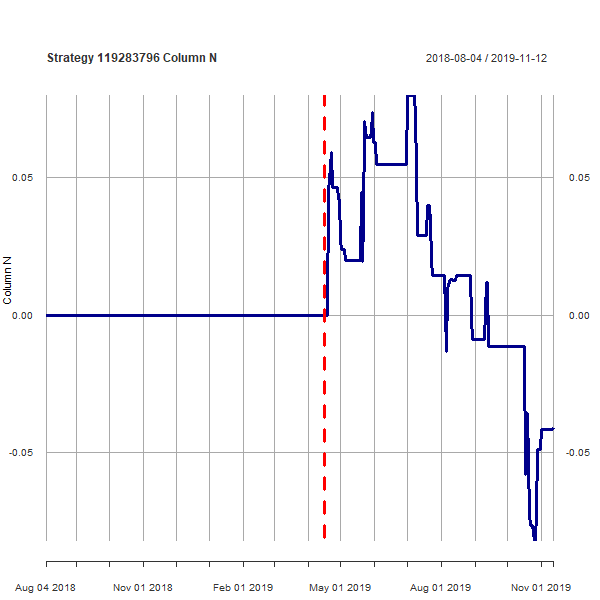 Strategy 119283796 Column N
2018-08-04 / 2019-11-12
0.05
0.05
Column N
0.00
0.00
-0.05
-0.05
Aug 04 2018
Nov 01 2018
Feb 01 2019
May 01 2019
Aug 01 2019
Nov 01 2019